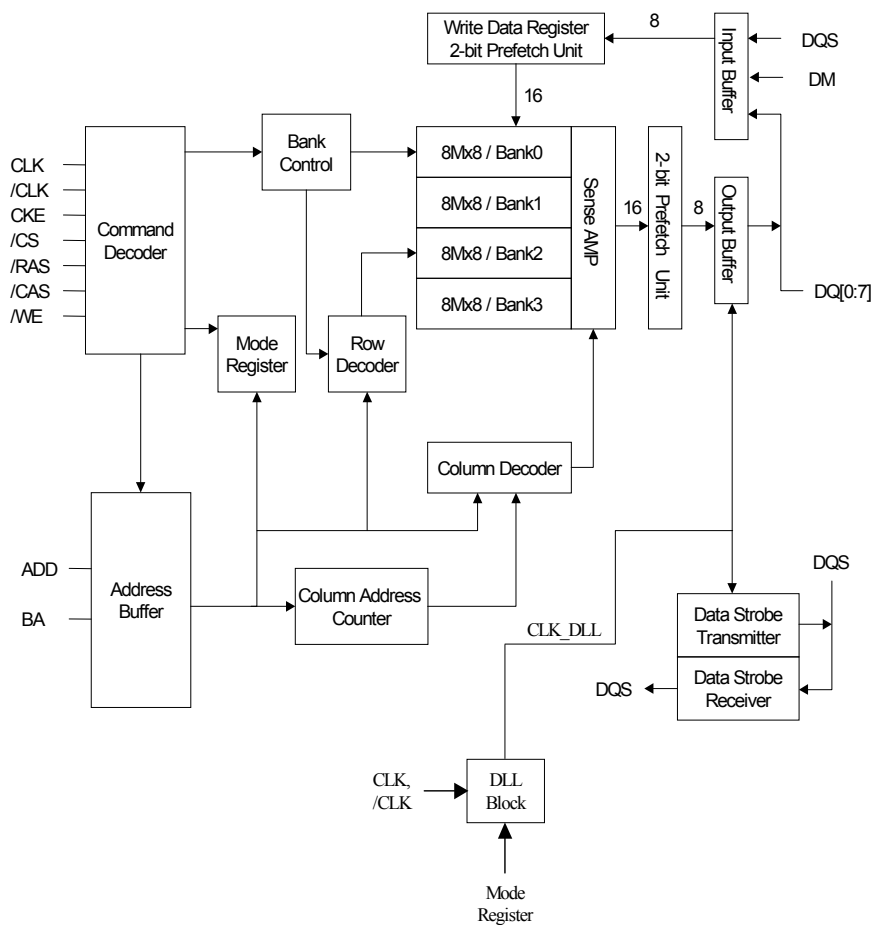 Write Data Register
2-bit Prefetch Unit
8
Input Buffer
DQS
DM
16
Bank
Control
8Mx8 / Bank0
8Mx8 / Bank1
8Mx8 / Bank2
8Mx8 / Bank3
Sense AMP
16
2-bit Prefetch Unit
8
Output Buffer
DQ[0:7]
CLK
/CLK
CKE
/CS
/RAS
/CAS
/WE
Command
Decoder
Mode
Register
Row
Decoder
Column Decoder
ADD
BA
Address
Buffer
Column Address
Counter
CLK_DLL
DQS
Data Strobe
Transmitter
Data Strobe
Receiver
DQS
CLK,
/CLK
DLL
Block
Mode
Register